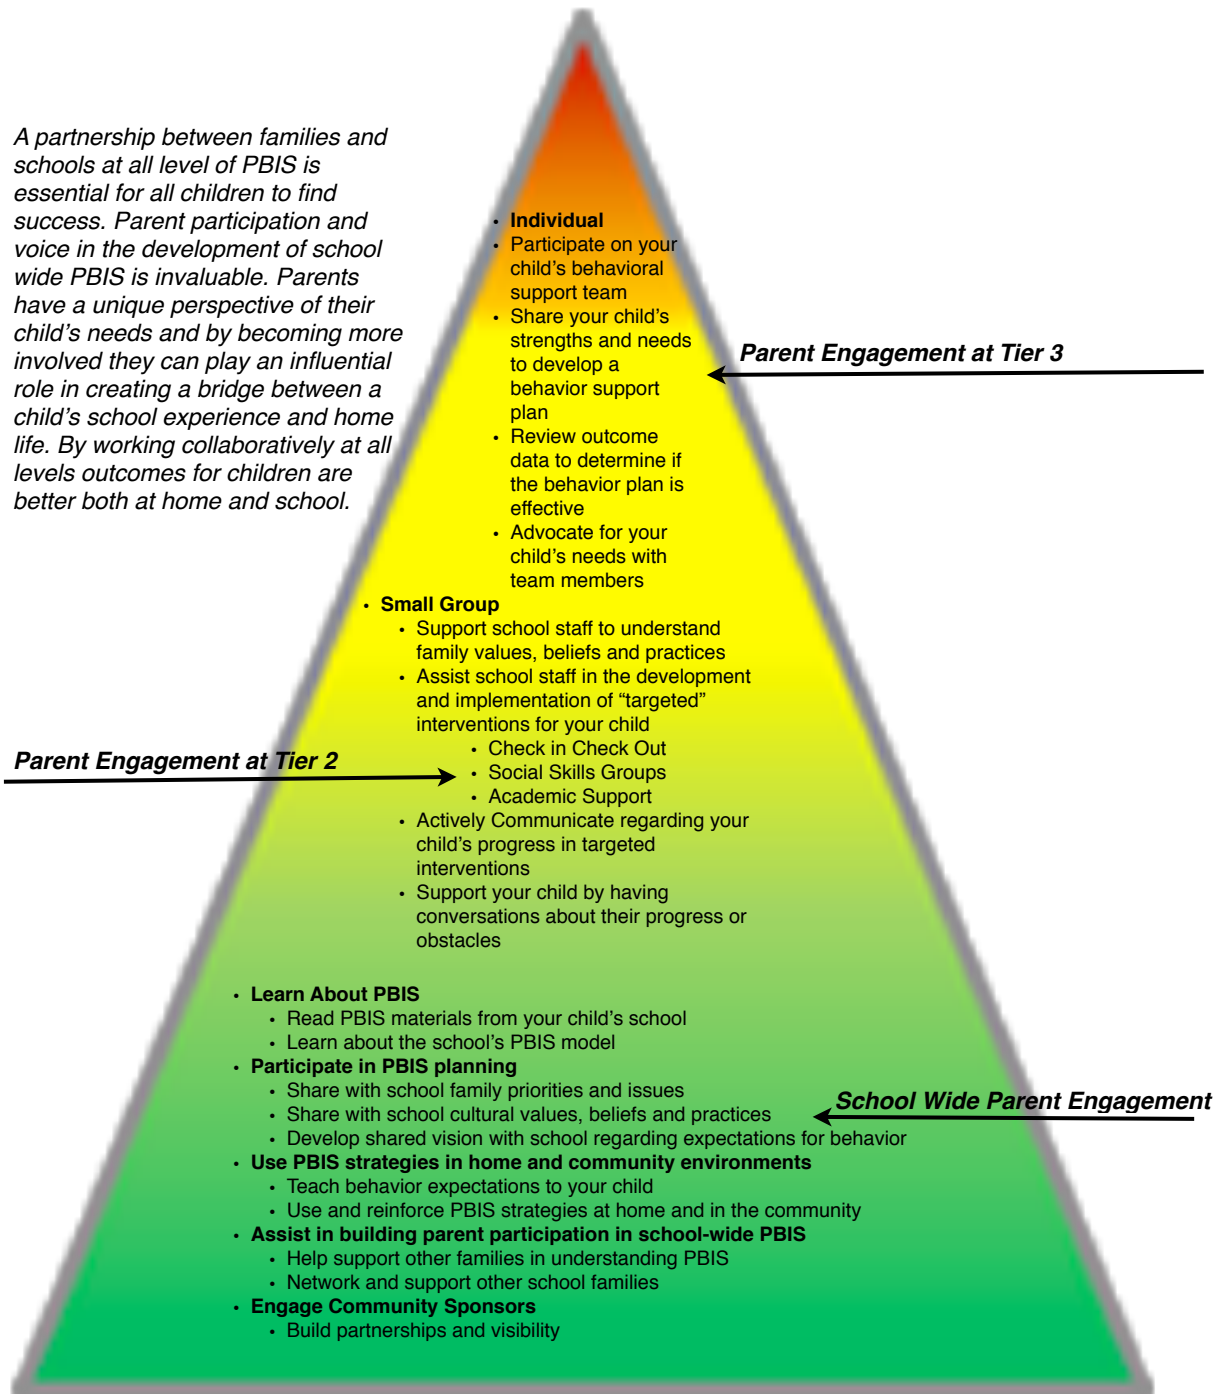 A partnership between families and
schools at all level of PBIS is
essential for all children to find
success. Parent participation and
voice in the development of school
wide PBIS is invaluable. Parents
have a unique perspective of their
child's needs and by becoming more
involved they can play an influential
role in creating a bridge between a
child's school experience and home
life. By working collaboratively at all
levels outcomes for children are
better both at home and school.
• Individual
• Participate on your
child's behavioral
support team
• Share your child's
strengths and needs
to develop a
behavior support
plan
• Review outcome
data to determine if
the behavior plan is
effective
• Advocate for your
child's needs with
team members
Parent Engagement at Tier 3
• Small Group
• Support school staff to understand
family values, beliefs and practices
• Assist school staff in the development
and implementation of “targeted”
interventions for your child
• Check in Check Out
• Social Skills Groups
• Academic Support
• Actively Communicate regarding your
child's progress in targeted
interventions
• Support your child by having
conversations about their progress or
obstacles
Parent Engagement at Tier 2
• Learn About PBIS
• Read PBIS materials from your child's school
• Learn about the school's PBIS model
• Participate in PBIS planning
• Share with school family priorities and issues
• Share with school cultural values, beliefs and practices
• Develop shared vision with school regarding expectations for behavior
• Use PBIS strategies in home and community environments
• Teach behavior expectations to your child
• Use and reinforce PBIS strategies at home and in the community
• Assist in building parent participation in school-wide PBIS
• Help support other families in understanding PBIS
• Network and support other school families
• Engage Community Sponsors
• Build partnerships and visibility
School Wide Parent Engagement